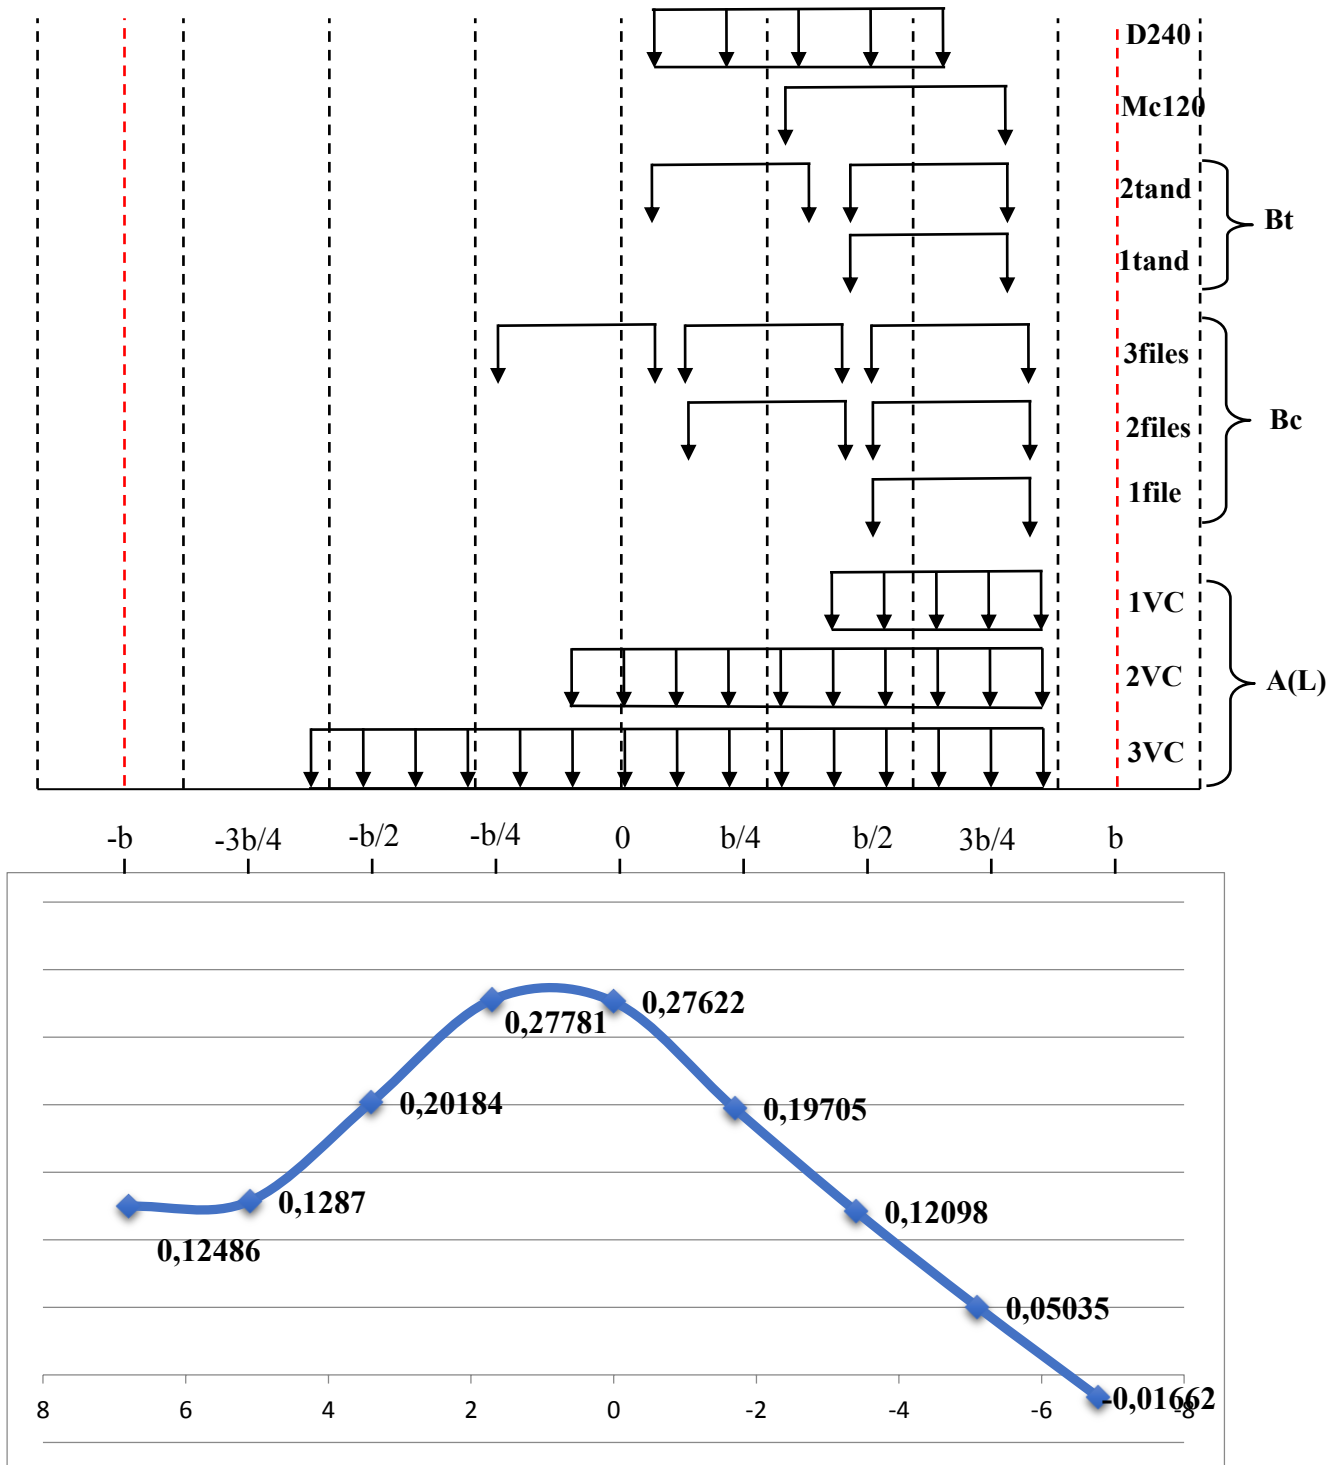 D240
Mc120
2tand
Bt
1tand
3files
Bc
2files
1file
1VC
2VC
A(L)
3VC
-b -3b/4 -b/2 -b/4 0 b/4 b/2 3b/4 b
0,27781 0,27622
0,20184 0,19705
0,1287 0,12098
0,12486
0,05035
-0,01662
8 6 4 2 0 -2 -4 -6 -8